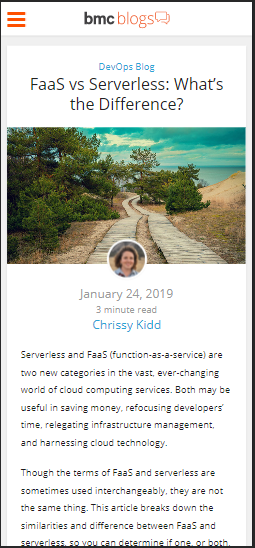 bmc blogs
DevOps Blog
FaaS vs Serverless: What's
the Difference?
January 24, 2019
3 minute read
Chrissy Kidd
Serverless and FaaS (function-as-a-service) are
two new categories in the vast, ever-changing
world of cloud computing services. Both may be
useful in saving money, refocusing developers'
time, relegating infrastructure management,
and harnessing cloud technology.
Though the terms of FaaS and serverless are
sometimes used interchangeably, they are not
the same thing. This article breaks down the
similarities and difference between FaaS and
serverless, so you can determine if one, or both,